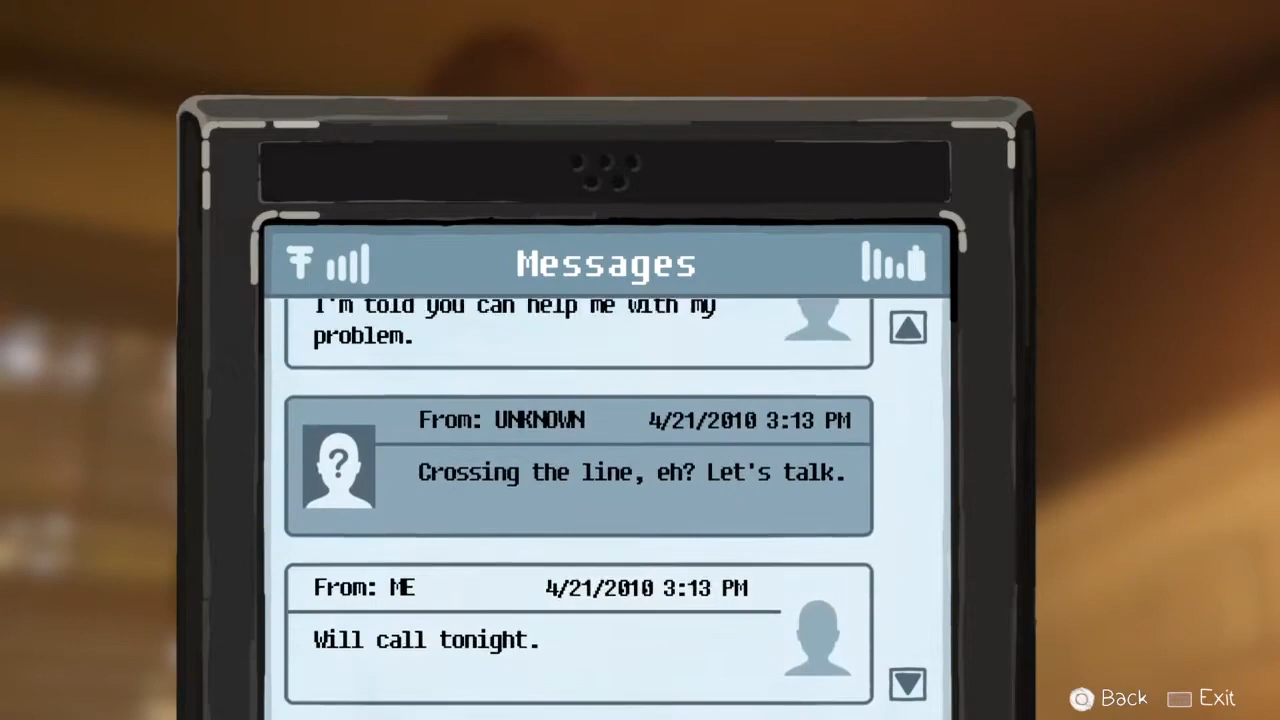 Messages
I'm told you can help me with my
problem.
From: UNKNOWN 4/21/2010 3:13 PM
?
Crossing the line, eh? Let's talk.
From: ME 4/21/2010 3:13 PM
Will call tonight.
Back Exit